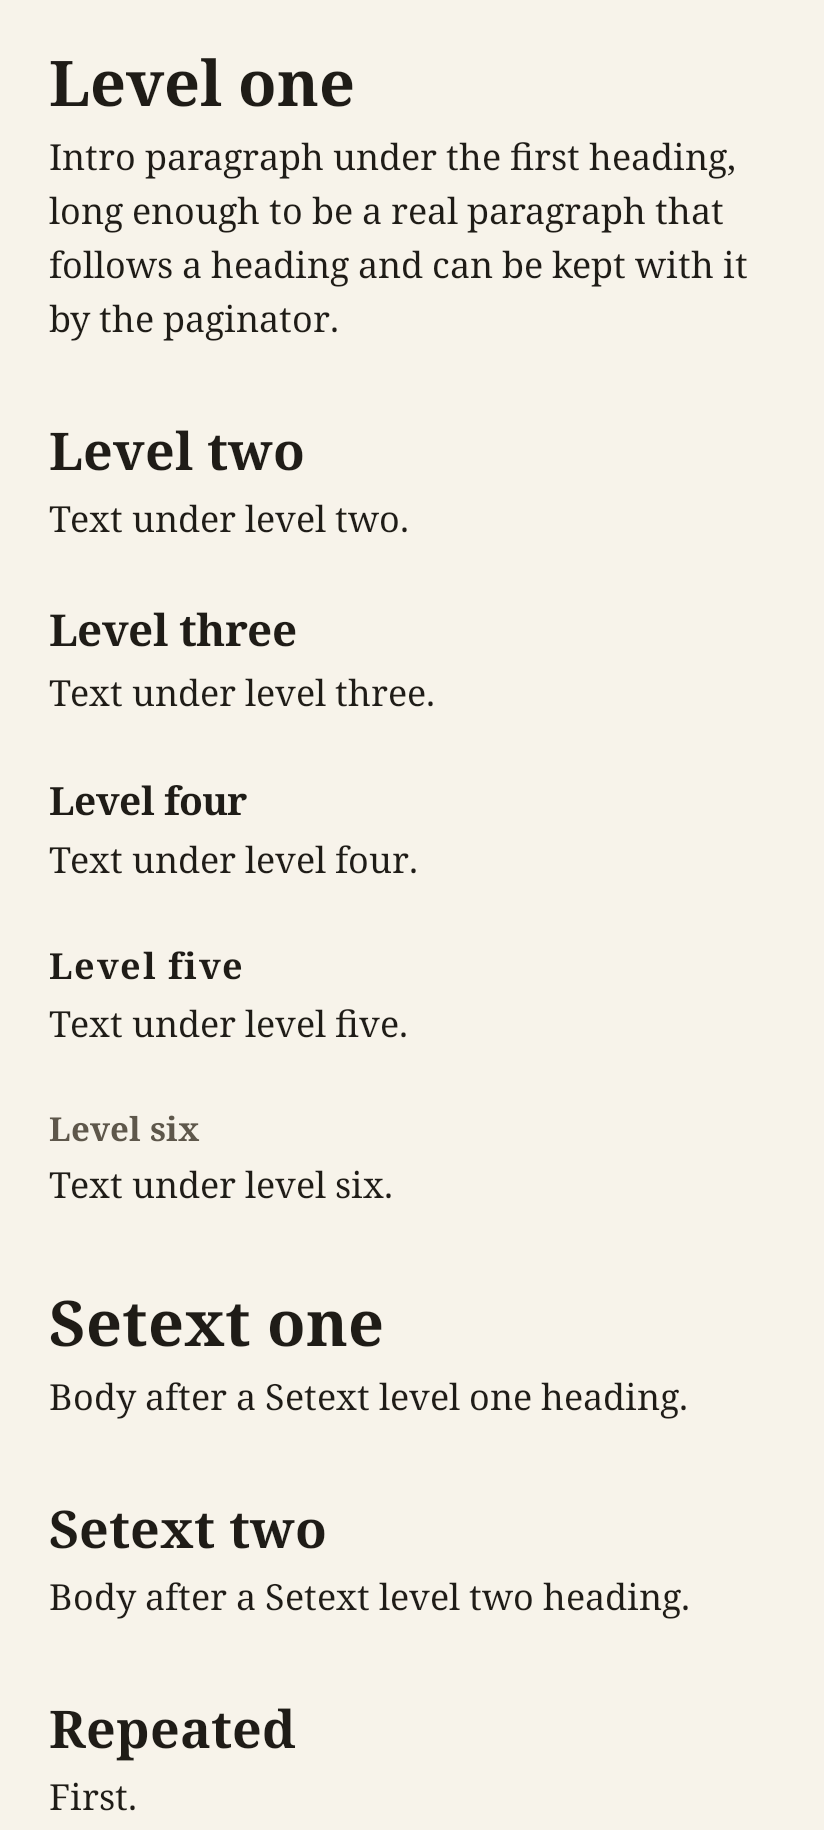 Level one
Intro paragraph under the first heading,
long enough to be a real paragraph that
follows a heading and can be kept with it
by the paginator.
Level two
Text under level two.
Level three
Text under level three.
Level four
Text under level four.
Level five
Text under level five.
Level six
Text under level six.
Setext one
Body after a Setext level one heading.
Setext two
Body after a Setext level two heading.
Repeated
First.